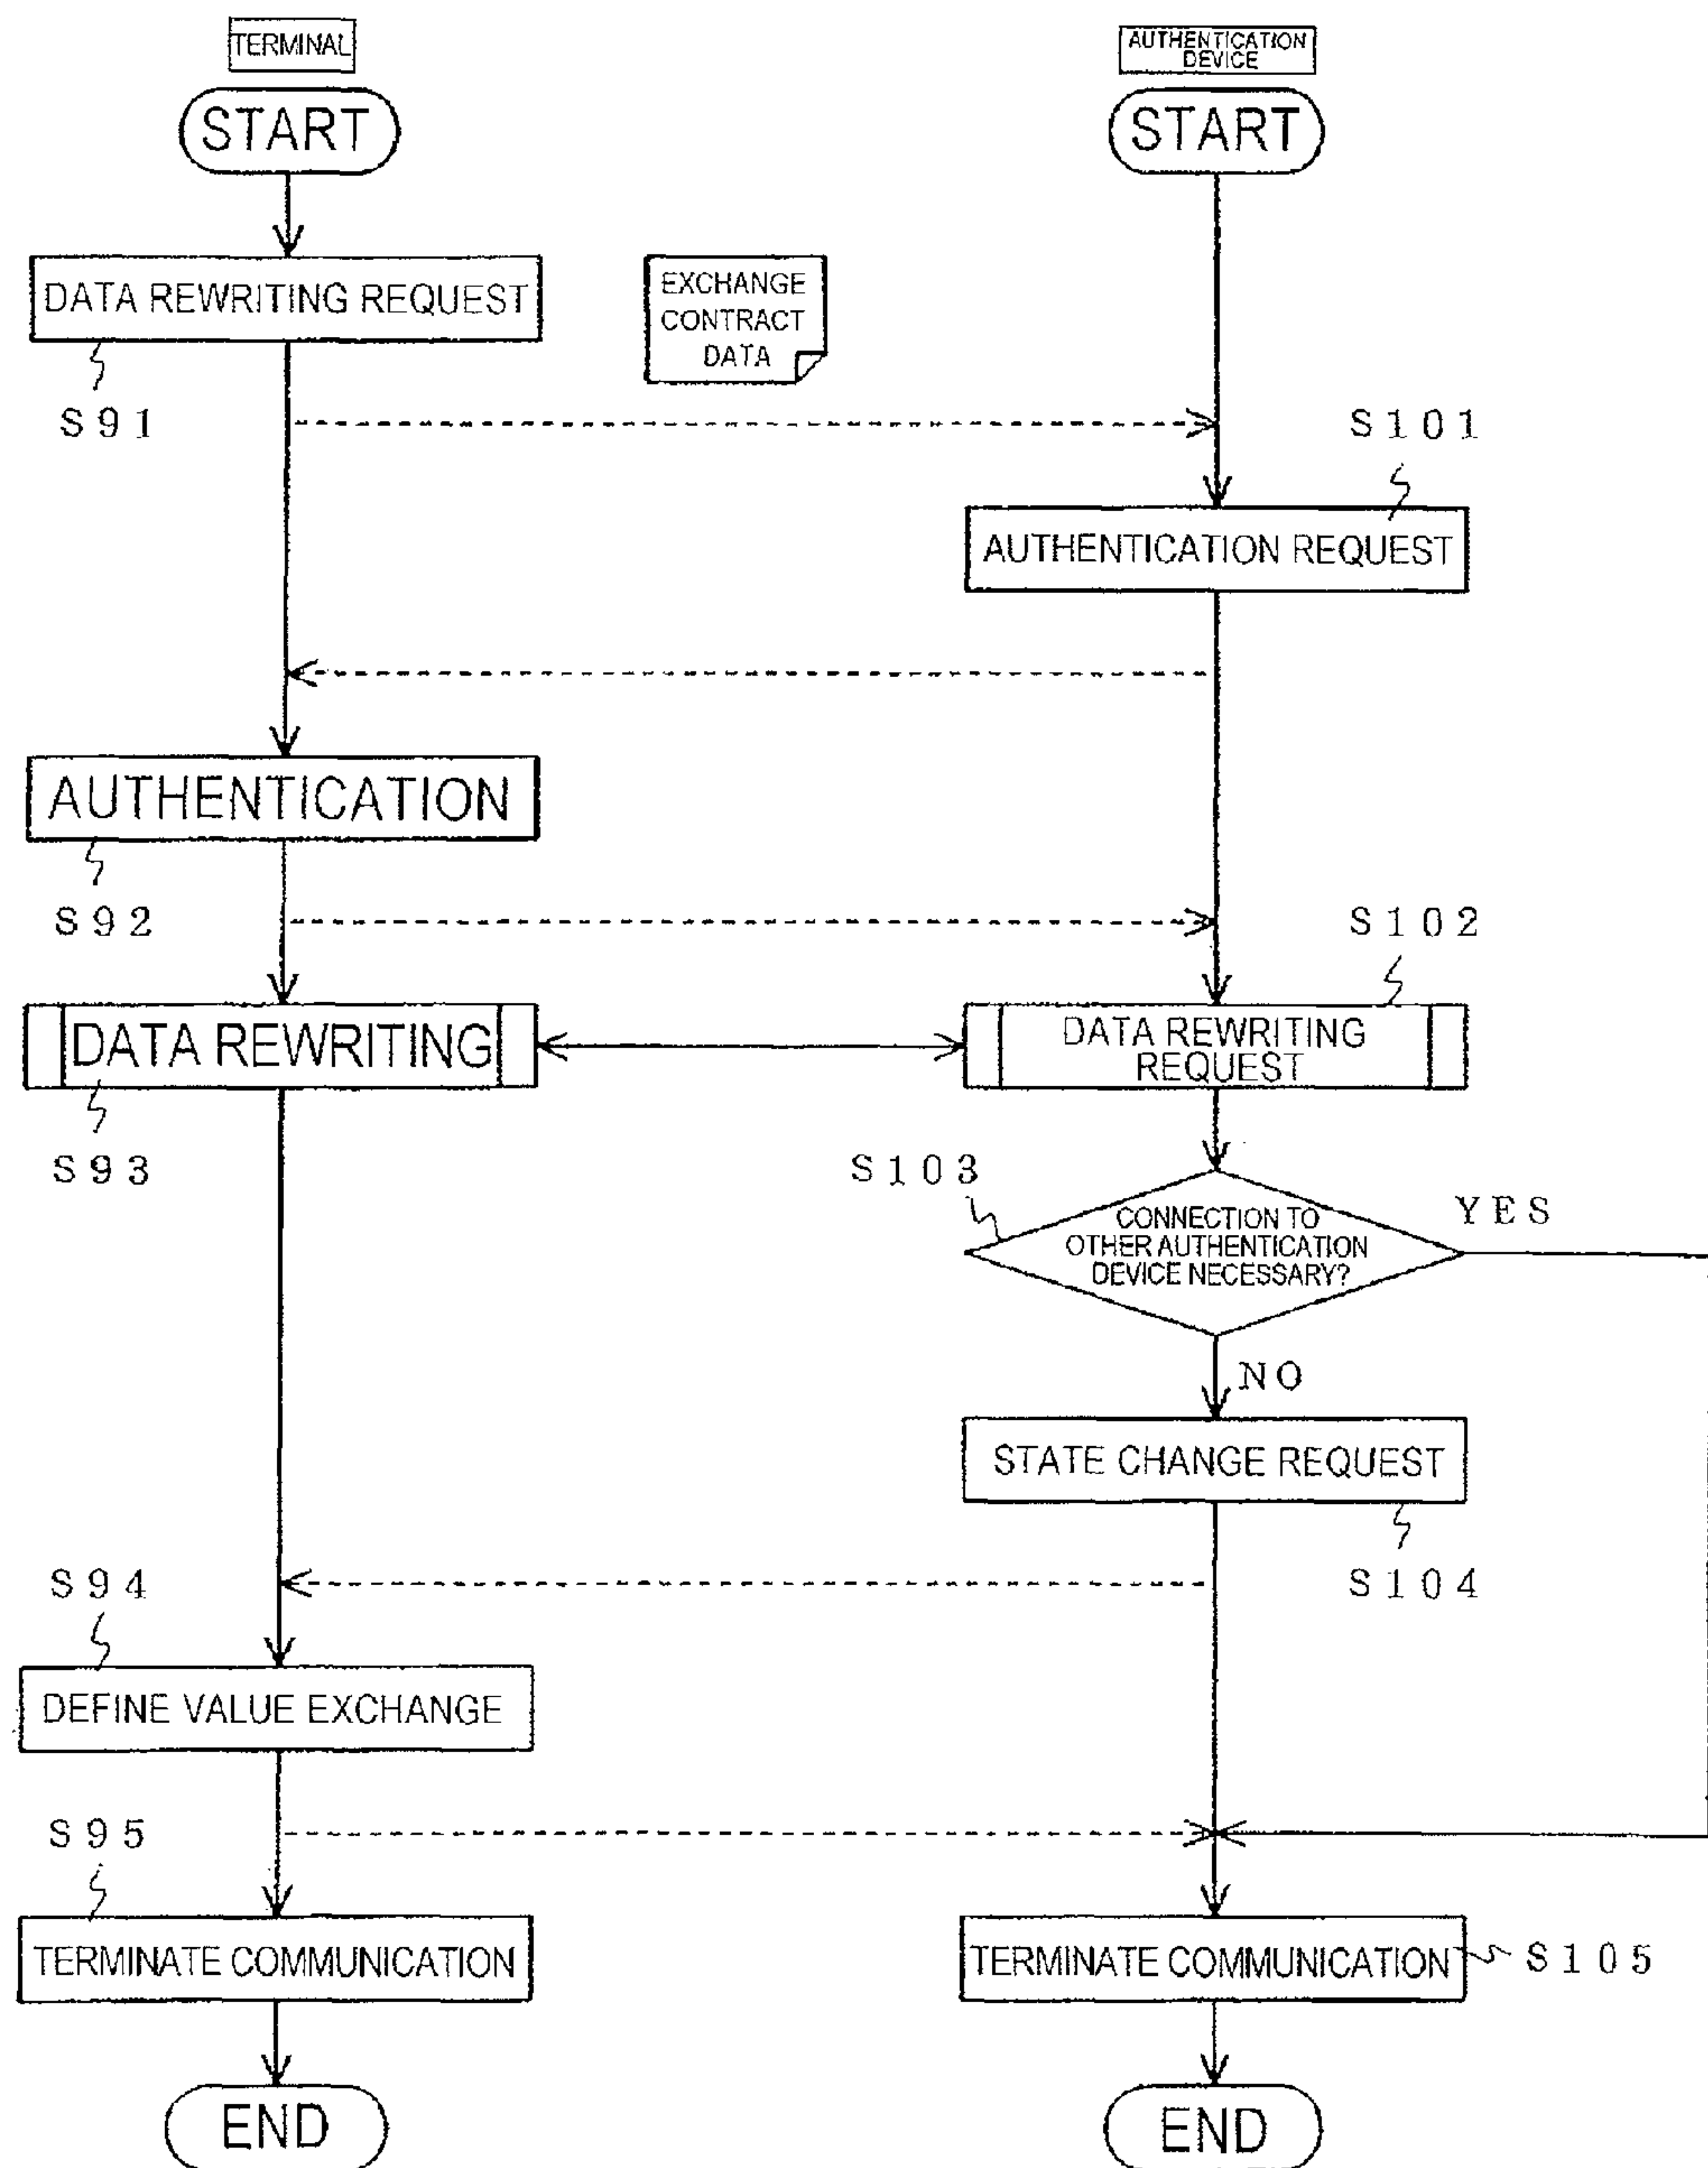 TERMINAL
AUTHENTICATION
DEVICE
START
START
DATA REWRITING REQUEST
EXCHANGE
CONTRACT
DATA
S91
S101
AUTHENTICATION REQUEST
AUTHENTICATION
S92
S102
DATA REWRITING
DATA REWRITING
REQUEST
S93
S103
CONNECTION TO
OTHER AUTHENTICATION
DEVICE NECESSARY?
YES
NO
STATE CHANGE REQUEST
S94
S104
DEFINE VALUE EXCHANGE
S95
TERMINATE COMMUNICATION
TERMINATE COMMUNICATION
S105
END
END